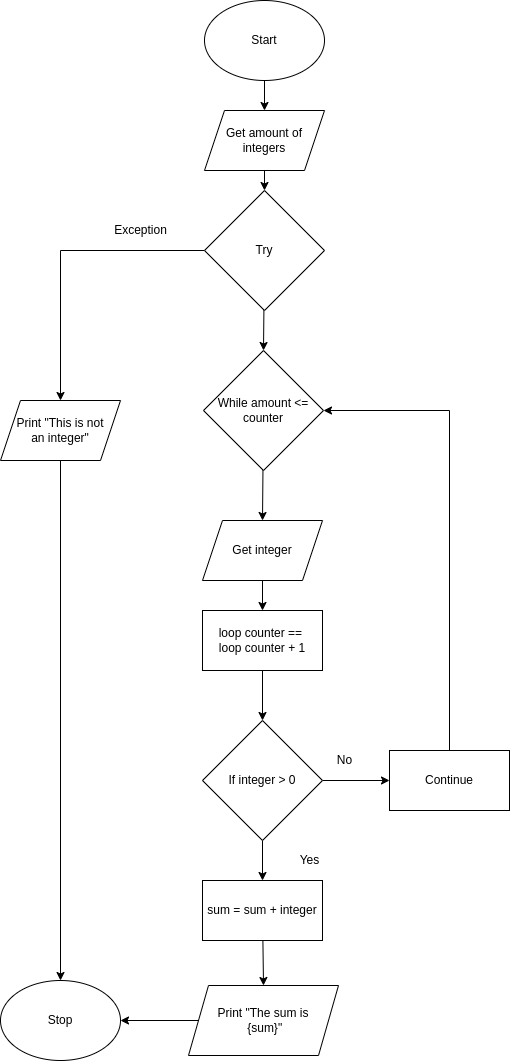 Start
Get amount of
integers
Exception
Try
While amount <=
counter
Print "This is not
an integer"
Get integer
loop counter ==
loop counter + 1
If integer > 0
No
Continue
Yes
sum = sum + integer
Print "The sum is
{sum}"
Stop